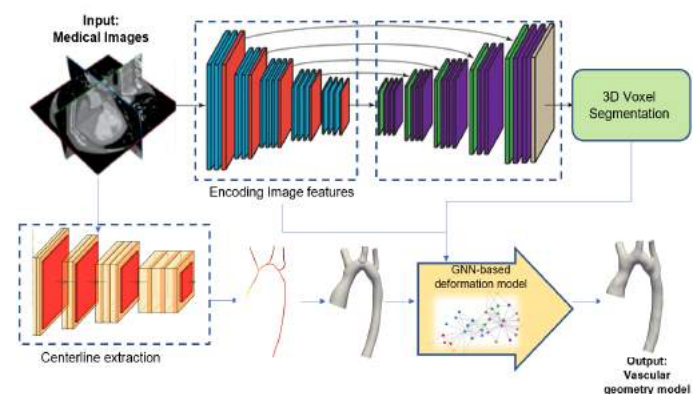 Input:
Medical Images
3D Voxel
Segmentation
Encoding Image features
GNN-based
deformation model
Centerline extraction
Output:
Vascular
geometry model